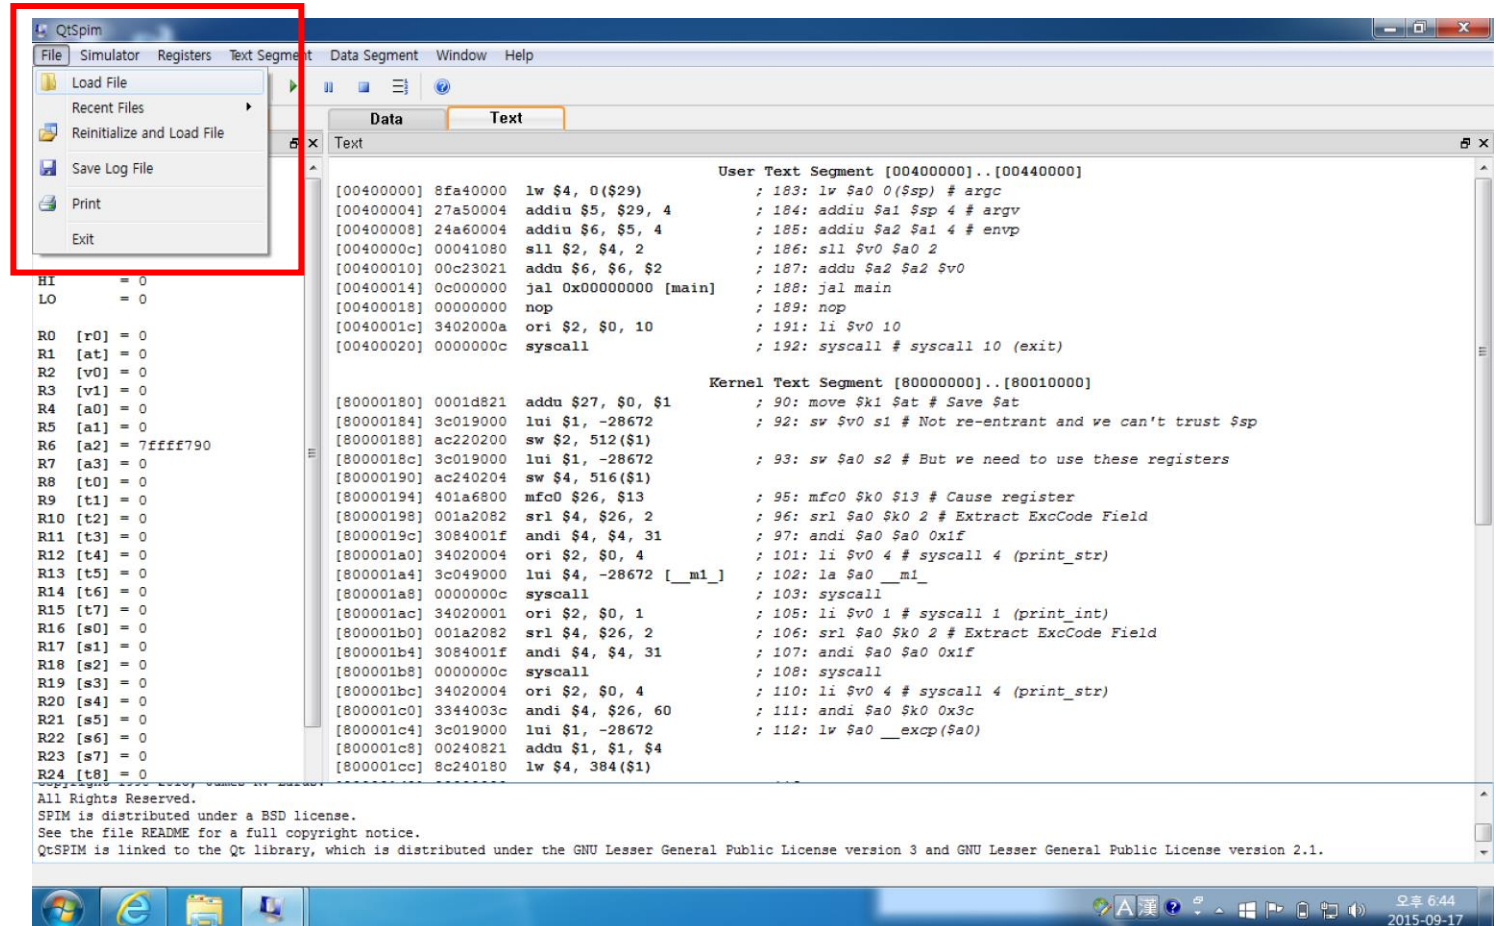 QtSpim
File Simulator Registers Text Segment Data Segment Window Help
Load File
Recent Files
Reinitialize and Load File
Save Log File
Print
Exit
Data Text
Text
HI = 0
LO = 0
R0 [r0] = 0
R1 [at] = 0
R2 [v0] = 0
R3 [v1] = 0
R4 [a0] = 0
R5 [a1] = 0
R6 [a2] = 7ffff790
R7 [a3] = 0
R8 [t0] = 0
R9 [t1] = 0
R10 [t2] = 0
R11 [t3] = 0
R12 [t4] = 0
R13 [t5] = 0
R14 [t6] = 0
R15 [t7] = 0
R16 [s0] = 0
R17 [s1] = 0
R18 [s2] = 0
R19 [s3] = 0
R20 [s4] = 0
R21 [s5] = 0
R22 [s6] = 0
R23 [s7] = 0
R24 [t8] = 0
User Text Segment [00400000]..[00440000]
[00400000] 8fa40000 lw $4, 0($29) ; 183: lw $a0 0($sp) # argc
[00400004] 27a50004 addiu $5, $29, 4 ; 184: addiu $a1 $sp 4 # argv
[00400008] 24a60004 addiu $6, $5, 4 ; 185: addiu $a2 $a1 4 # envp
[0040000c] 00041080 sll $2, $4, 2 ; 186: sll $v0 $a0 2
[00400010] 00c23021 addu $6, $6, $2 ; 187: addu $a2 $a2 $v0
[00400014] 0c000000 jal 0x00000000 [main] ; 188: jal main
[00400018] 00000000 nop ; 189: nop
[0040001c] 3402000a ori $2, $0, 10 ; 191: li $v0 10
[00400020] 0000000c syscall ; 192: syscall # syscall 10 (exit)
Kernel Text Segment [80000000]..[80010000]
[80000180] 0001d821 addu $27, $0, $1 ; 90: move $k1 $at # Save $at
[80000184] 3c019000 lui $1, -28672 ; 92: sw $v0 s1 # Not re-entrant and we can't trust $sp
[80000188] ac220200 sw $2, 512($1)
[8000018c] 3c019000 lui $1, -28672 ; 93: sw $a0 s2 # But we need to use these registers
[80000190] ac240204 sw $4, 516($1)
[80000194] 401a6800 mfc0 $26, $13 ; 95: mfc0 $k0 $13 # Cause register
[80000198] 001a2082 srl $4, $26, 2 ; 96: srl $a0 $k0 2 # Extract ExcCode Field
[8000019c] 3084001f andi $4, $4, 31 ; 97: andi $a0 $a0 0x1f
[800001a0] 34020004 ori $2, $0, 4 ; 101: li $v0 4 # syscall 4 (print_str)
[800001a4] 3c049000 lui $4, -28672 [__m1_] ; 102: la $a0 __m1_
[800001a8] 0000000c syscall ; 103: syscall
[800001ac] 34020001 ori $2, $0, 1 ; 105: li $v0 1 # syscall 1 (print_int)
[800001b0] 001a2082 srl $4, $26, 2 ; 106: srl $a0 $k0 2 # Extract ExcCode Field
[800001b4] 3084001f andi $4, $4, 31 ; 107: andi $a0 $a0 0x1f
[800001b8] 0000000c syscall ; 108: syscall
[800001bc] 34020004 ori $2, $0, 4 ; 110: li $v0 4 # syscall 4 (print_str)
[800001c0] 3344003c andi $4, $26, 60 ; 111: andi $a0 $k0 0x3c
[800001c4] 3c019000 lui $1, -28672 ; 112: lw $a0 __excp($a0)
[800001c8] 00240821 addu $1, $1, $4
[800001cc] 8c240180 lw $4, 384($1)
All Rights Reserved.
SPIM is distributed under a BSD license.
See the file README for a full copyright notice.
QtSPIM is linked to the Qt library, which is distributed under the GNU Lesser General Public License version 3 and GNU Lesser General Public License version 2.1.
A 漢
오후 6:44
2015-09-17